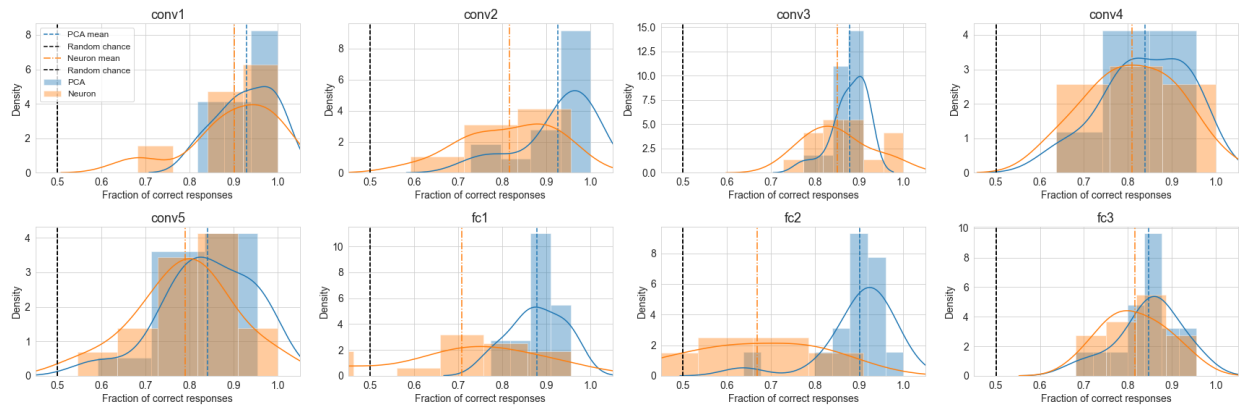 conv1
Density
8
6
4
2
0
PCA mean
Random chance
Neuron mean
Random chance
PCA
Neuron
0.5 0.6 0.7 0.8 0.9 1.0
Fraction of correct responses
conv2
Density
8
6
4
2
0
0.5 0.6 0.7 0.8 0.9 1.0
Fraction of correct responses
conv3
Density
15.0
12.5
10.0
7.5
5.0
2.5
0.0
0.5 0.6 0.7 0.8 0.9 1.0
Fraction of correct responses
conv4
Density
4
3
2
1
0
0.5 0.6 0.7 0.8 0.9 1.0
Fraction of correct responses
conv5
Density
4
3
2
1
0
0.5 0.6 0.7 0.8 0.9 1.0
Fraction of correct responses
fc1
Density
10
8
6
4
2
0
0.5 0.6 0.7 0.8 0.9 1.0
Fraction of correct responses
fc2
Density
8
6
4
2
0
0.5 0.6 0.7 0.8 0.9 1.0
Fraction of correct responses
fc3
Density
10
8
6
4
2
0
0.5 0.6 0.7 0.8 0.9 1.0
Fraction of correct responses